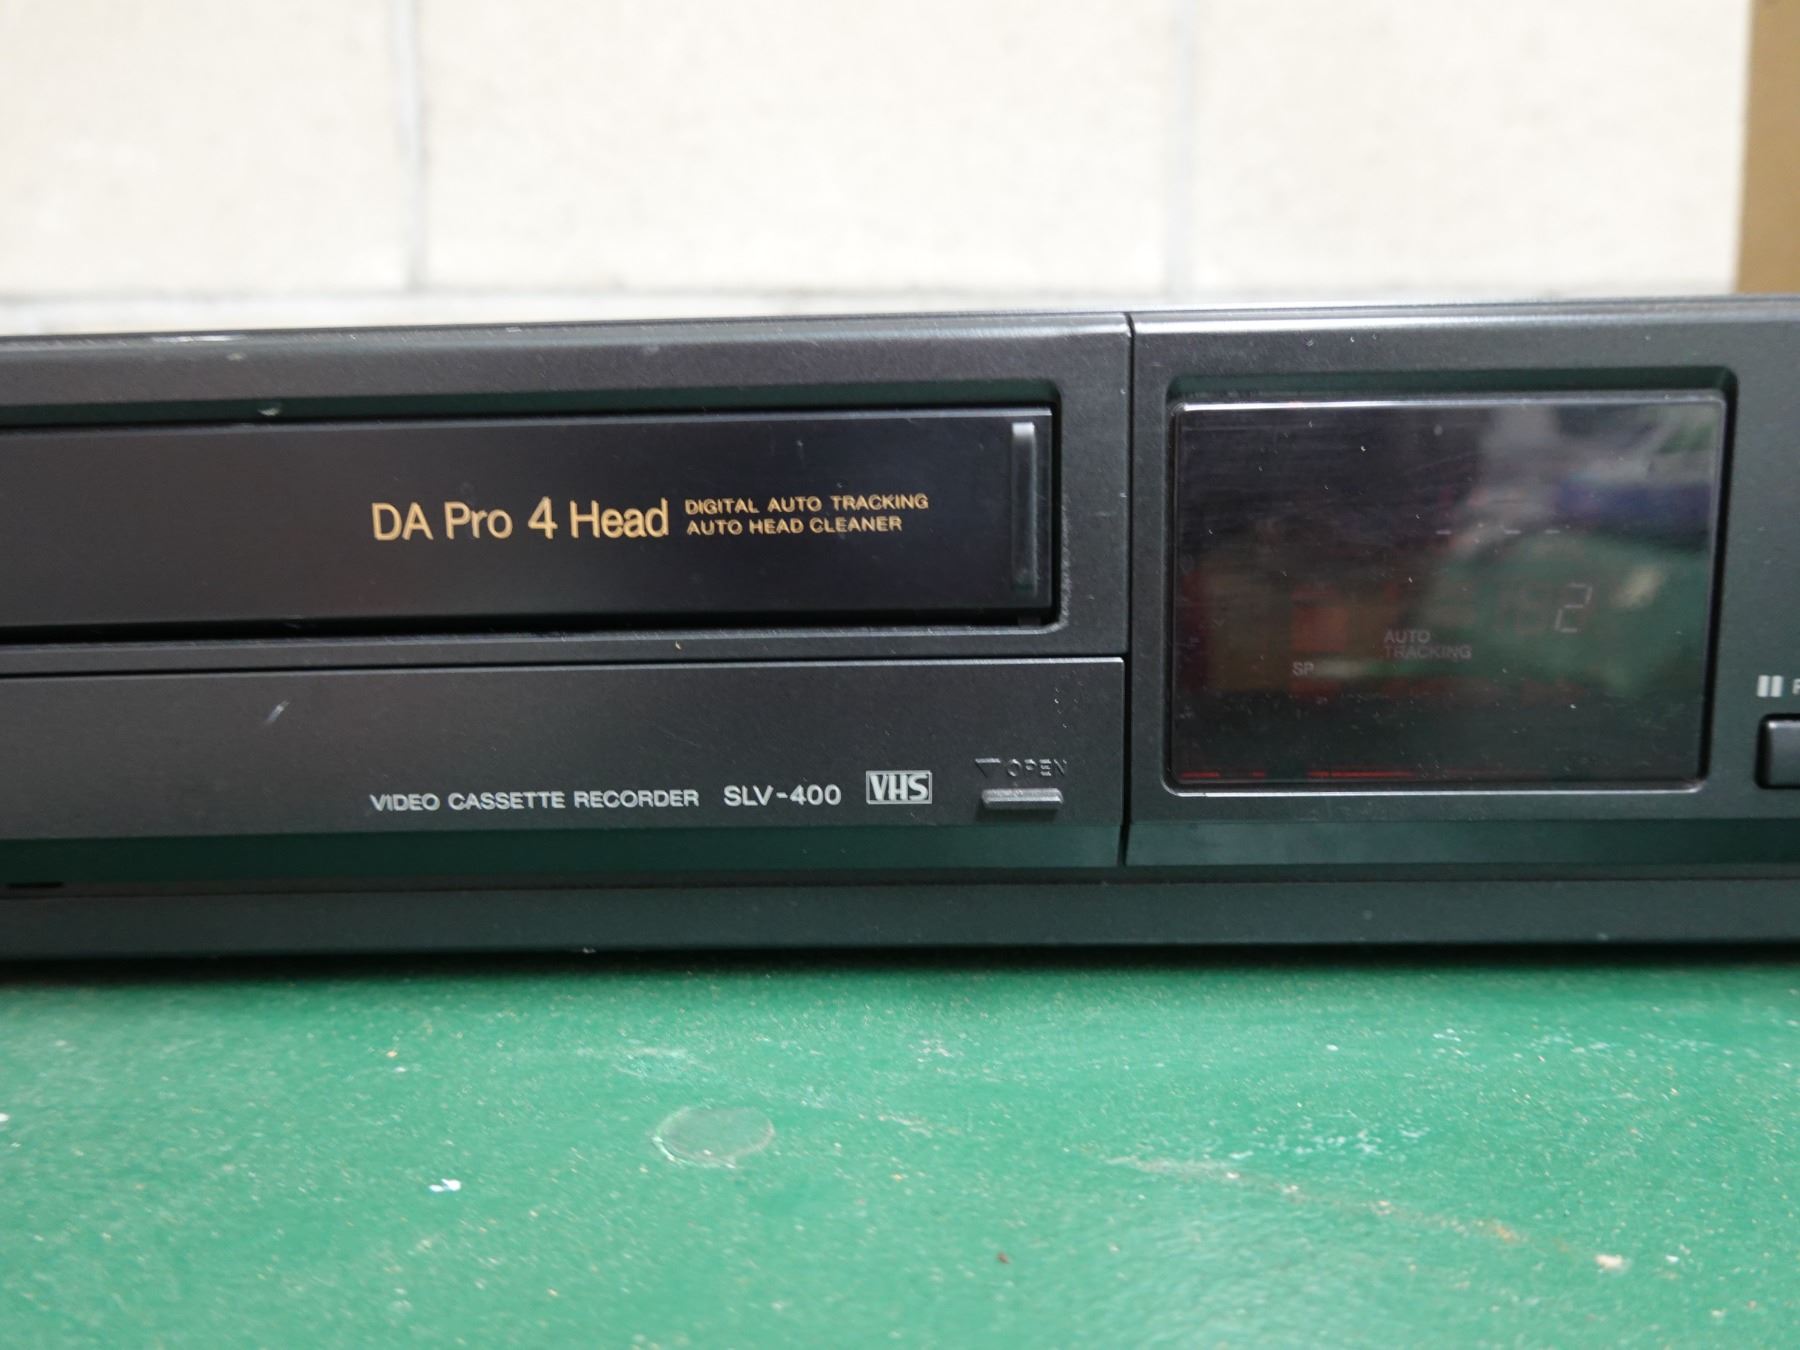 DA Pro 4 Head
DIGITAL AUTO TRACKING
AUTO HEAD CLEANER
VIDEO CASSETTE RECORDER SLV-400 VHS
OPEN
AUTO
TRACKING
SP